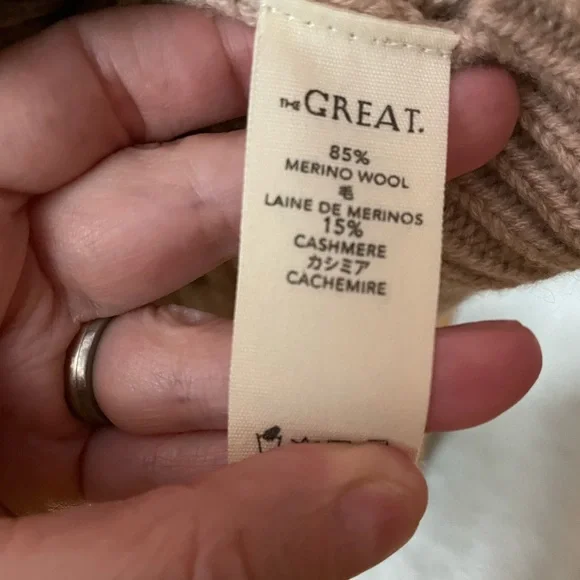 THE GREAT.
85%
MERINO WOOL
毛
LAINE DE MERINOS
15%
CASHMERE
カシミア
CACHEMIRE